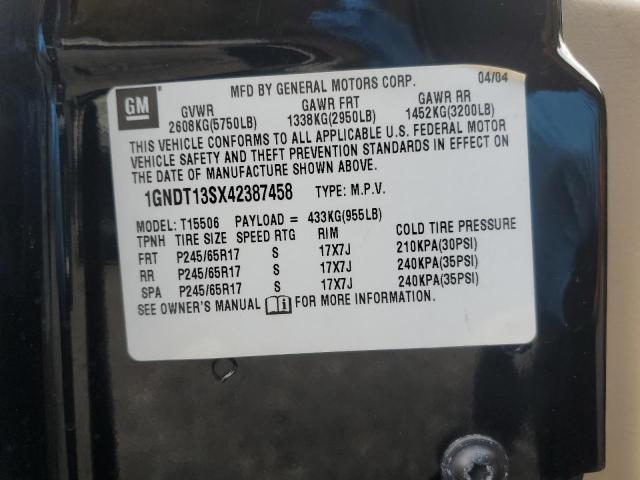 MFD BY GENERAL MOTORS CORP. 04/04
GM
GVWR GAWR FRT GAWR RR
2608KG(5750LB) 1338KG(2950LB) 1452KG(3200LB)
THIS VEHICLE CONFORMS TO ALL APPLICABLE U.S. FEDERAL MOTOR
VEHICLE SAFETY AND THEFT PREVENTION STANDARDS IN EFFECT ON
THE DATE OF MANUFACTURE SHOWN ABOVE.
1GNDT13SX42387458 TYPE: M.P.V.
MODEL: T15506 PAYLOAD = 433KG(955LB)
TPNH TIRE SIZE SPEED RTG RIM COLD TIRE PRESSURE
FRT P245/65R17 S 17X7J 210KPA(30PSI)
RR P245/65R17 S 17X7J 240KPA(35PSI)
SPA P245/65R17 S 17X7J 240KPA(35PSI)
SEE OWNER'S MANUAL FOR MORE INFORMATION.